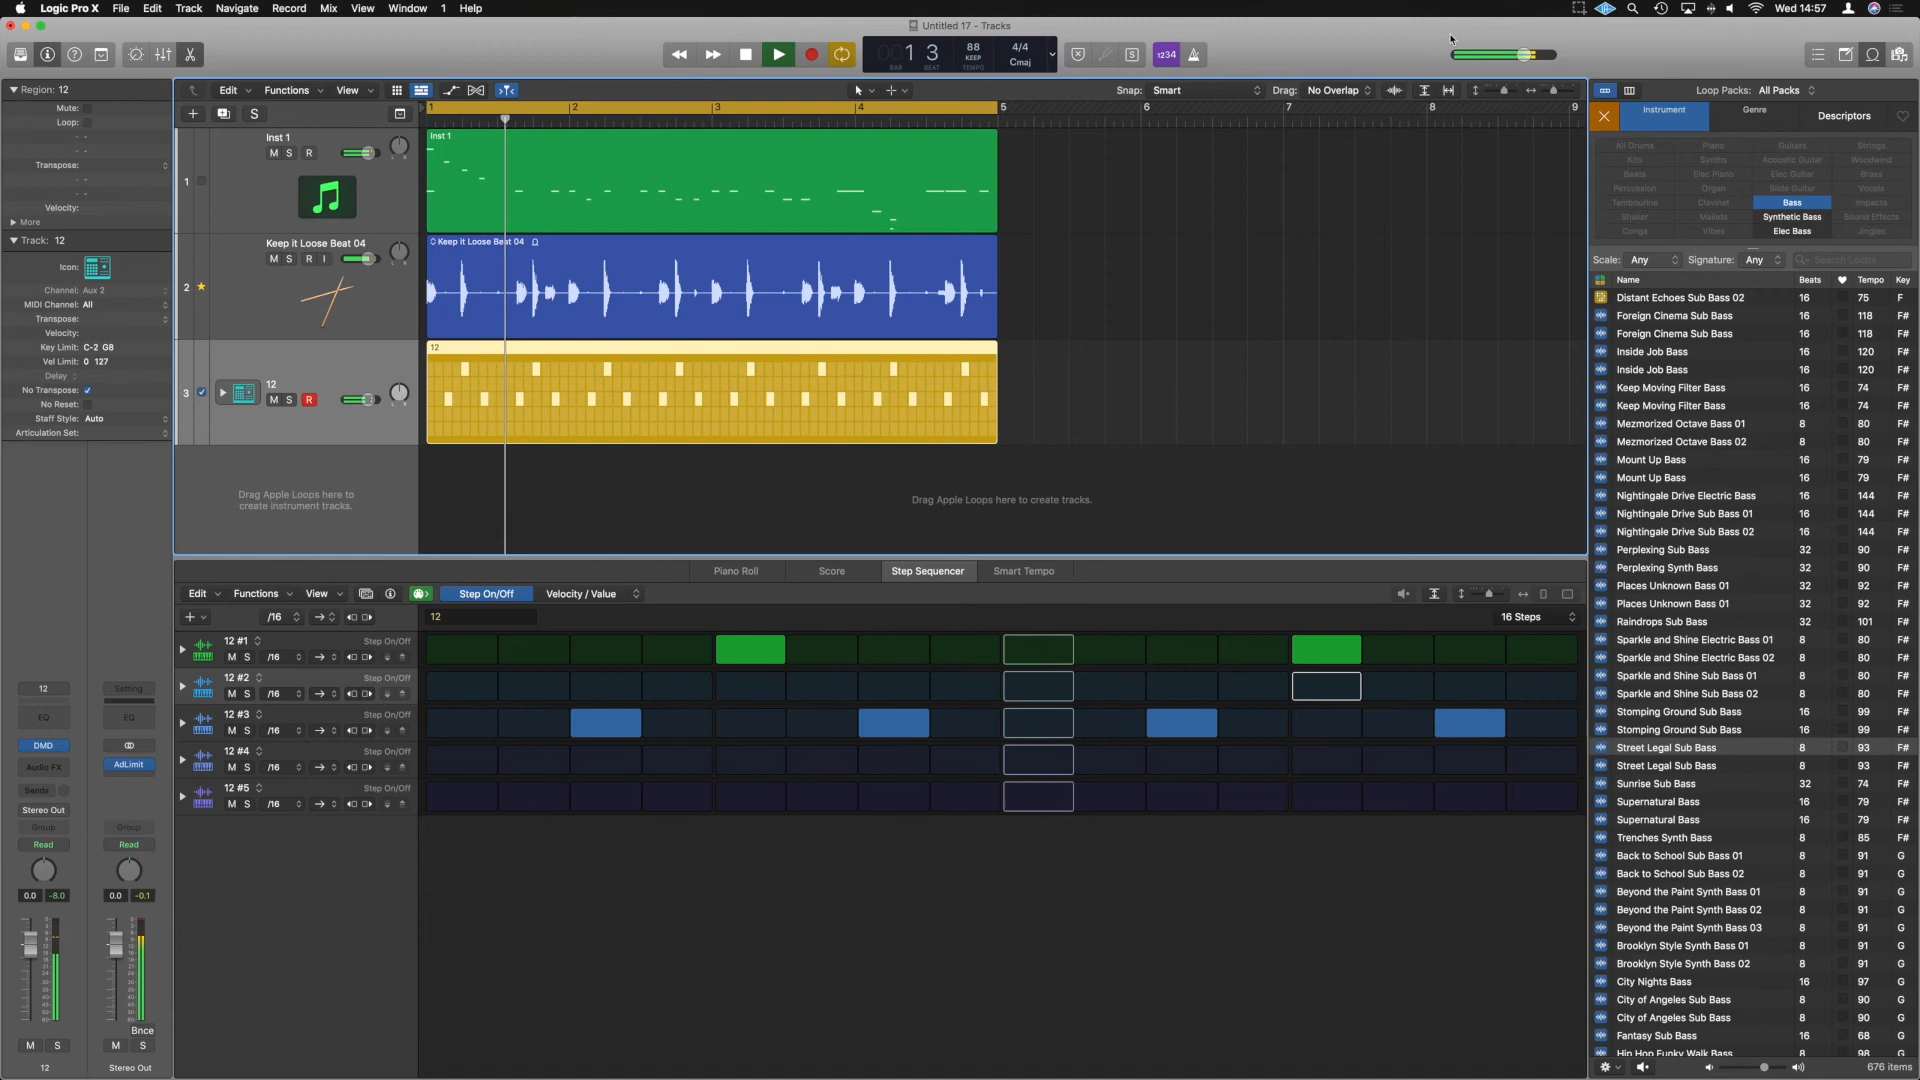 Logic Pro X File Edit Track Navigate Record Mix View Window 1 Help
Wed 14:57
Untitled 17 - Tracks
1 3
BAR BEAT
88
KEEP
TEMPO
4/4
Cmaj
1234
Region: 12
Mute:
Loop:
Transpose:
Velocity:
More
Track: 12
Icon:
Channel: Aux 2
MIDI Channel: All
Transpose:
Velocity:
Key Limit: C-2 G8
Vel Limit: 0 127
Delay
No Transpose:
No Reset:
Staff Style: Auto
Articulation Set:
12 Setting
EQ EQ
DMD
Audio FX AdLimit
Sends
Stereo Out
Group Group
Read Read
0.0 -8.0 0.0 -0.1
Bnce
M S M S
12 Stereo Out
Edit Functions View
Snap: Smart
Drag: No Overlap
S
1 2 3 4 5 6 7 8 9
1
Inst 1
M S R
Inst 1
2
Keep it Loose Beat 04
M S R I
Keep it Loose Beat 04
3
12
M S R
12
Drag Apple Loops here to
create instrument tracks.
Drag Apple Loops here to create tracks.
Piano Roll Score Step Sequencer Smart Tempo
Edit Functions View Step On/Off Velocity / Value
/16 12 16 Steps
12 #1 Step On/Off
M S /16
12 #2 Step On/Off
M S /16
12 #3 Step On/Off
M S /16
12 #4 Step On/Off
M S /16
12 #5 Step On/Off
M S /16
Loop Packs: All Packs
Instrument Genre Descriptors
All Drums Piano Guitars Strings
Kits Synths Acoustic Guitar Woodwind
Beats Elec Piano Elec Guitar Brass
Percussion Organ Slide Guitar Vocals
Tambourine Clavinet Bass Impacts
Shaker Mallets Synthetic Bass Sound Effects
Conga Vibes Elec Bass Jingles
Scale: Any Signature: Any Search Loops
Name Beats Tempo Key
Distant Echoes Sub Bass 02 16 75 F
Foreign Cinema Sub Bass 16 118 F#
Foreign Cinema Sub Bass 16 118 F#
Inside Job Bass 16 120 F#
Inside Job Bass 16 120 F#
Keep Moving Filter Bass 16 74 F#
Keep Moving Filter Bass 16 74 F#
Mezmorized Octave Bass 01 8 80 F#
Mezmorized Octave Bass 02 8 80 F#
Mount Up Bass 16 79 F#
Mount Up Bass 16 79 F#
Nightingale Drive Electric Bass 16 144 F#
Nightingale Drive Sub Bass 01 16 144 F#
Nightingale Drive Sub Bass 02 16 144 F#
Perplexing Sub Bass 32 90 F#
Perplexing Synth Bass 32 90 F#
Places Unknown Bass 01 32 92 F#
Places Unknown Bass 01 32 92 F#
Raindrops Sub Bass 32 101 F#
Sparkle and Shine Electric Bass 01 8 80 F#
Sparkle and Shine Electric Bass 02 8 80 F#
Sparkle and Shine Sub Bass 01 8 80 F#
Sparkle and Shine Sub Bass 02 8 80 F#
Stomping Ground Sub Bass 16 99 F#
Stomping Ground Sub Bass 16 99 F#
Street Legal Sub Bass 8 93 F#
Street Legal Sub Bass 8 93 F#
Sunrise Sub Bass 32 74 F#
Supernatural Bass 16 79 F#
Supernatural Bass 16 79 F#
Trenches Synth Bass 8 85 F#
Back to School Sub Bass 01 8 91 G
Back to School Sub Bass 02 8 91 G
Beyond the Paint Synth Bass 01 8 91 G
Beyond the Paint Synth Bass 02 8 91 G
Beyond the Paint Synth Bass 03 8 91 G
Brooklyn Style Synth Bass 01 8 91 G
Brooklyn Style Synth Bass 02 8 91 G
City Nights Bass 16 97 G
City of Angeles Sub Bass 8 90 G
City of Angeles Sub Bass 8 90 G
Fantasy Sub Bass 16 68 G
Hip Hop Funky Walk Bass 8 98 G
676 items